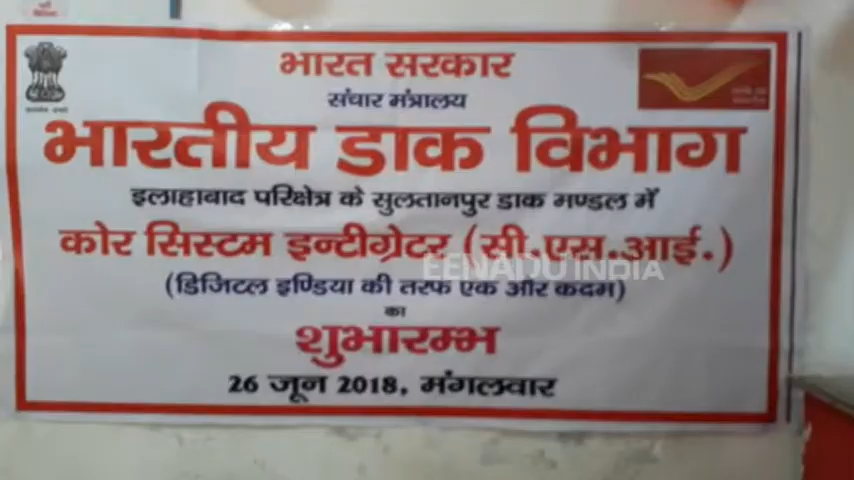 भारत सरकार
संचार मंत्रालय
भारतीय डाक विभाग
इलाहाबाद परिक्षेत्र के सुलतानपुर डाक मण्डल में
कोर सिस्टम इन्टीग्रेटर (सी.एस.आई.)
EENADU INDIA
(डिजिटल इण्डिया की तरफ एक और कदम)
का
शुभारम्भ
26 जून 2018, मंगलवार